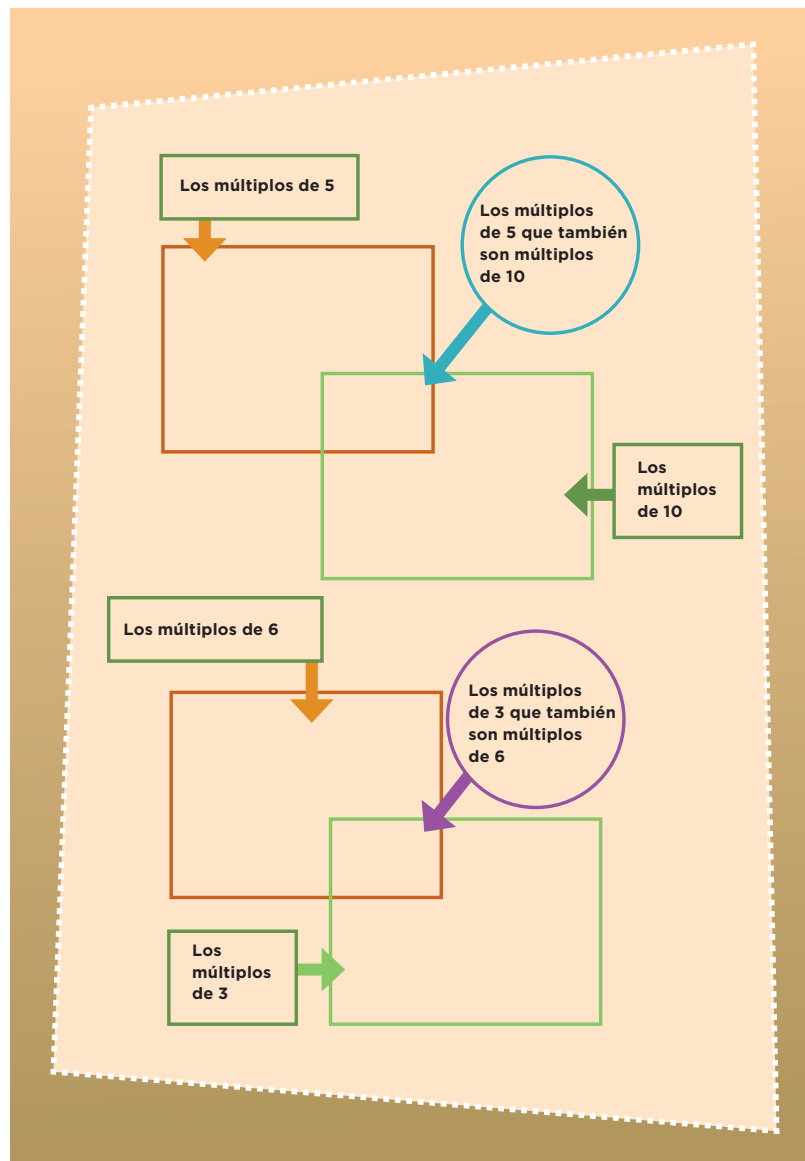 Los múltiplos de 5
Los múltiplos
de 5 que también
son múltiplos
de 10
Los
múltiplos
de 10
Los múltiplos de 6
Los múltiplos
de 3 que también
son múltiplos
de 6
Los
múltiplos
de 3